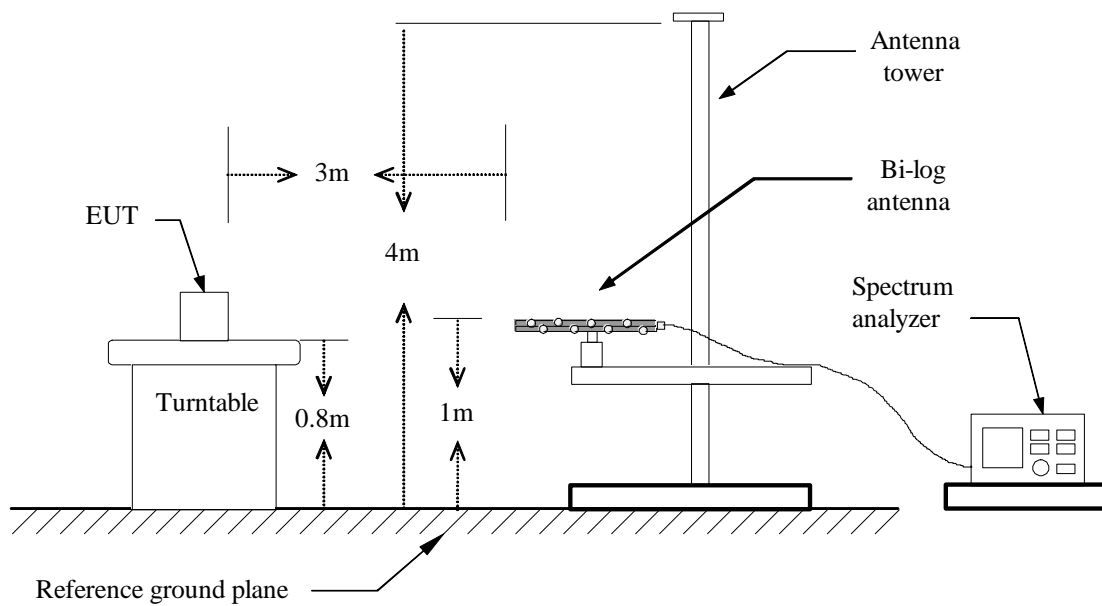 Antenna
tower
3m
Bi-log
antenna
EUT
4m
Spectrum
analyzer
Turntable
0.8m
1m
Reference ground plane